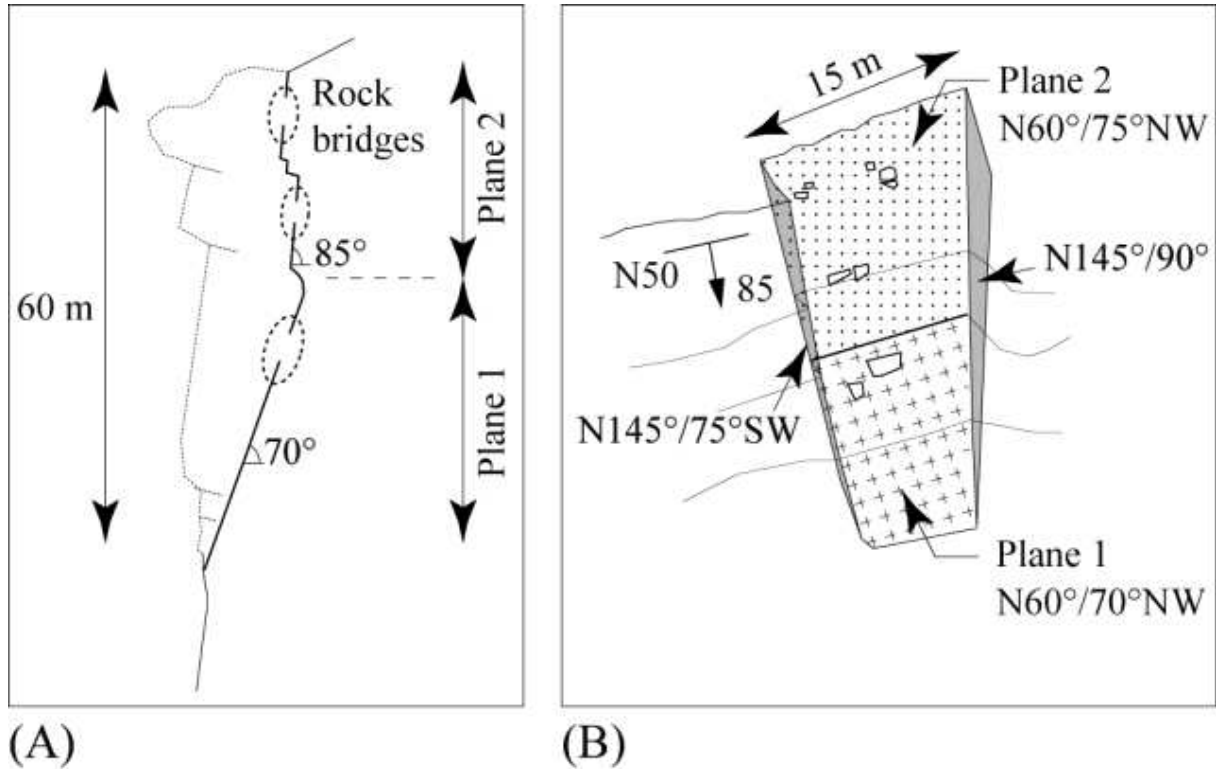 Rock
bridges
Plane 2
85°
60 m
Plane 1
70°
(A)
15 m
Plane 2
N60°/75°NW
N145°/90°
N50
85
N145°/75°SW
Plane 1
N60°/70°NW
(B)